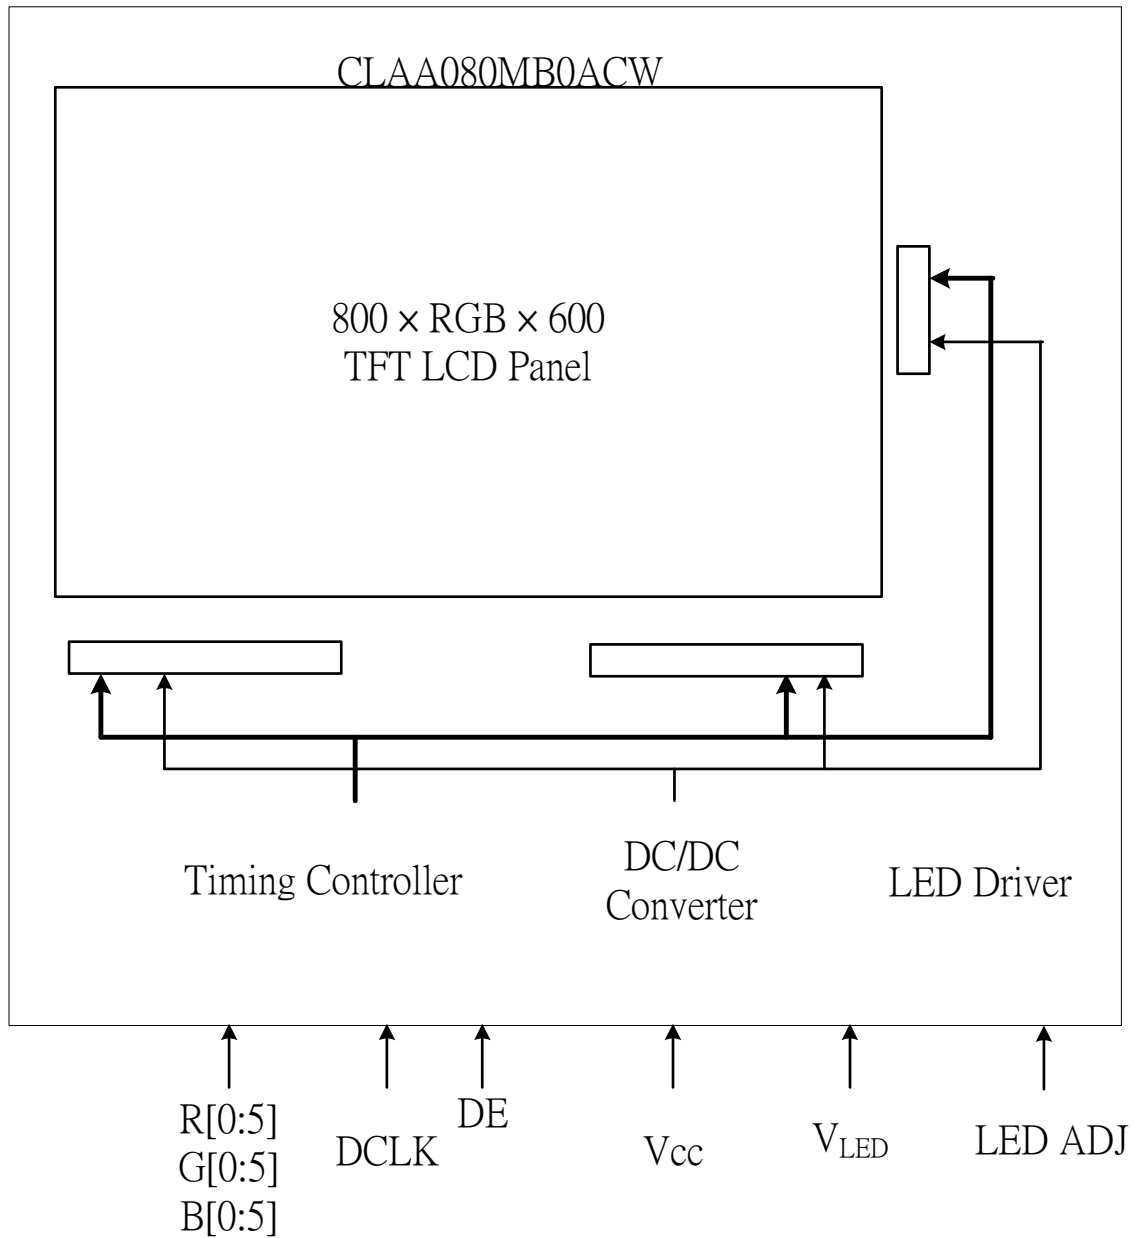 CLAA080MB0ACW
800 × RGB × 600
TFT LCD Panel
Timing Controller
DC/DC
Converter
LED Driver
R[0:5]
G[0:5]
B[0:5]
DCLK
DE
Vcc
VLED
LED ADJ